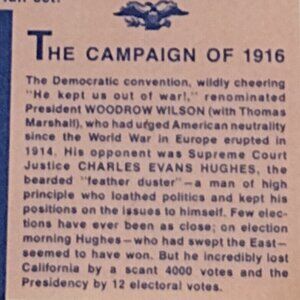 THE CAMPAIGN OF 1916
The Democratic convention, wildly cheering
"He kept us out of war!," renominated
President WOODROW WILSON (with Thomas
Marshall), who had urged American neutrality
since the World War in Europe erupted in
1914. His opponent was Supreme Court
Justice CHARLES EVANS HUGHES, the
bearded "feather duster"—a man of high
principle who loathed politics and kept his
positions on the issues to himself. Few elec-
tions have ever been as close; on election
morning Hughes—who had swept the East—
seemed to have won. But he incredibly lost
California by a scant 4000 votes and the
Presidency by 12 electoral votes.